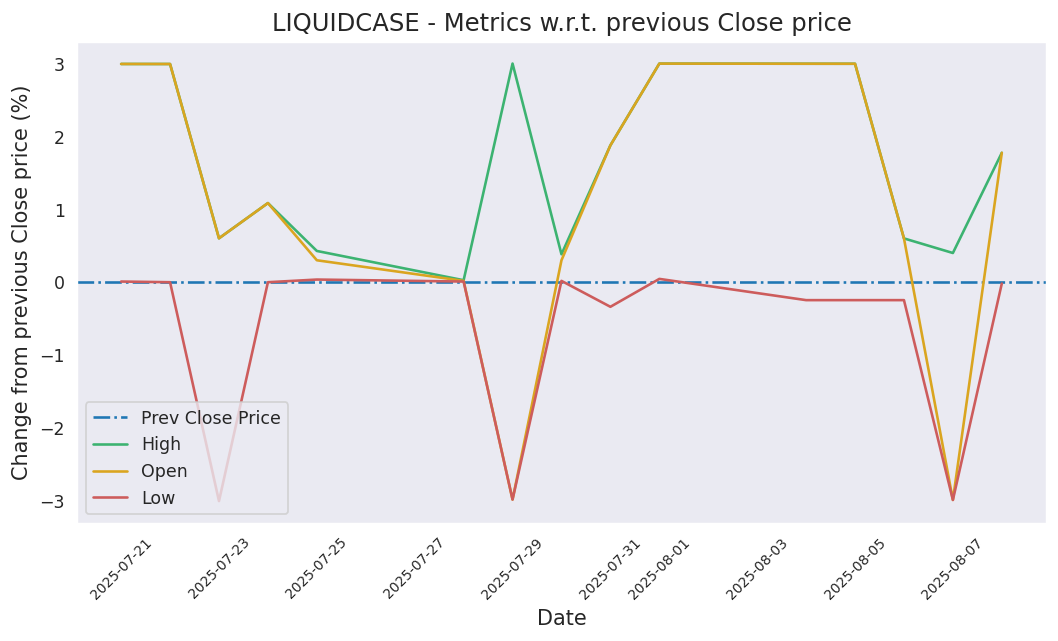 LIQUIDCASE - Metrics w.r.t. previous Close price
Change from previous Close price (%)
3
2
1
0
−1
−2
−3
Prev Close Price
High
Open
Low
2025-07-21
2025-07-23
2025-07-25
2025-07-27
2025-07-29
2025-07-31
2025-08-01
2025-08-03
2025-08-05
2025-08-07
Date